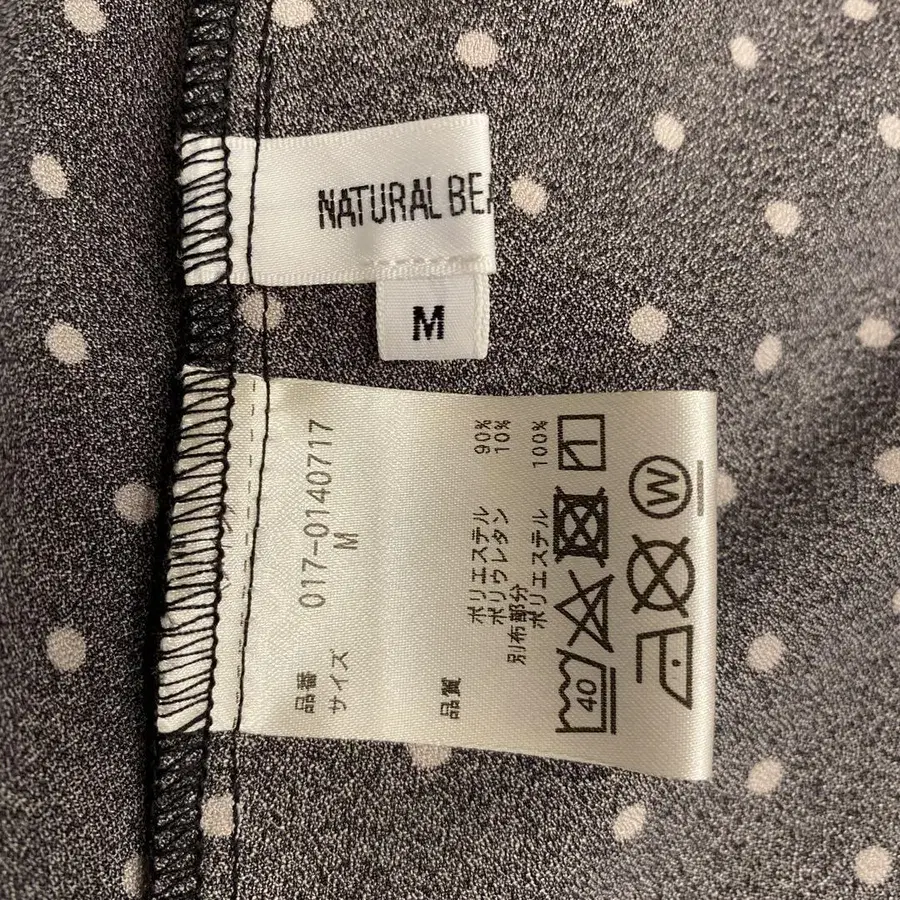 NATURAL BEA
M
品番 017-0140717
サイズ M
品質 ポリエステル 90%
ポリウレタン 10%
別布部分
ポリエステル 100%
40
W